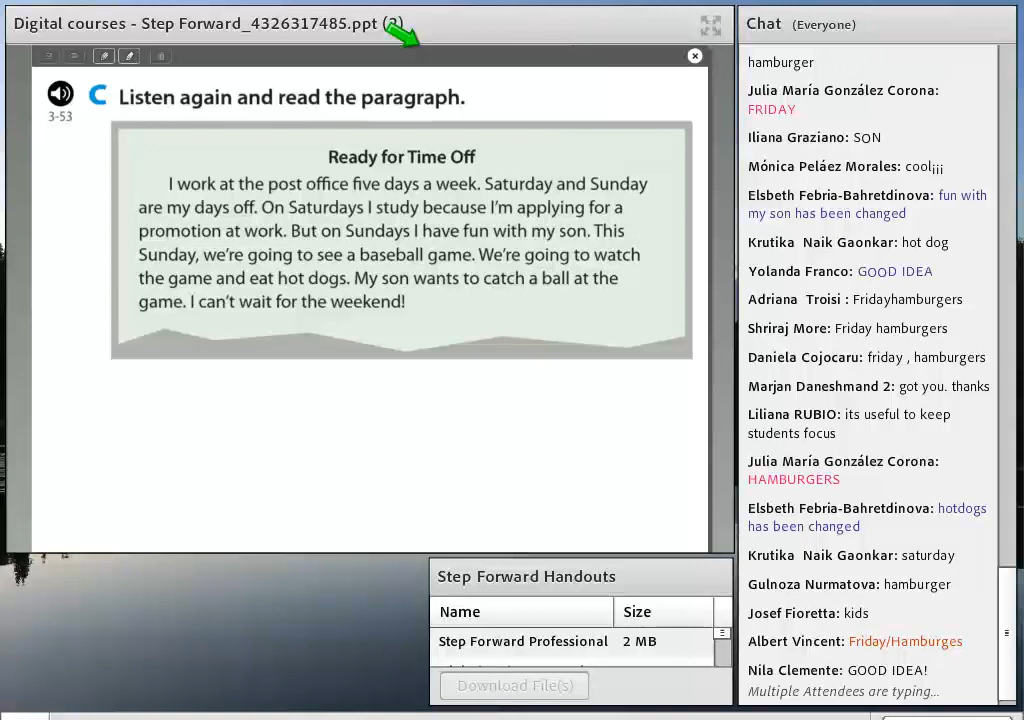 Digital courses - Step Forward_4326317485.ppt (2)
3-53
C Listen again and read the paragraph.
Ready for Time Off
I work at the post office five days a week. Saturday and Sunday
are my days off. On Saturdays I study because I'm applying for a
promotion at work. But on Sundays I have fun with my son. This
Sunday, we're going to see a baseball game. We're going to watch
the game and eat hot dogs. My son wants to catch a ball at the
game. I can't wait for the weekend!
Step Forward Handouts
Name Size
Step Forward Professional 2 MB
Download File(s)
Chat (Everyone)
hamburger
Julia María González Corona:
FRIDAY
Iliana Graziano: SON
Mónica Peláez Morales: cool¡¡¡
Elsbeth Febria-Bahretdinova: fun with
my son has been changed
Krutika Naik Gaonkar: hot dog
Yolanda Franco: GOOD IDEA
Adriana Troisi : Fridayhamburgers
Shriraj More: Friday hamburgers
Daniela Cojocaru: friday , hamburgers
Marjan Daneshmand 2: got you. thanks
Liliana RUBIO: its useful to keep
students focus
Julia María González Corona:
HAMBURGERS
Elsbeth Febria-Bahretdinova: hotdogs
has been changed
Krutika Naik Gaonkar: saturday
Gulnoza Nurmatova: hamburger
Josef Fioretta: kids
Albert Vincent: Friday/Hamburges
Nila Clemente: GOOD IDEA!
Multiple Attendees are typing...